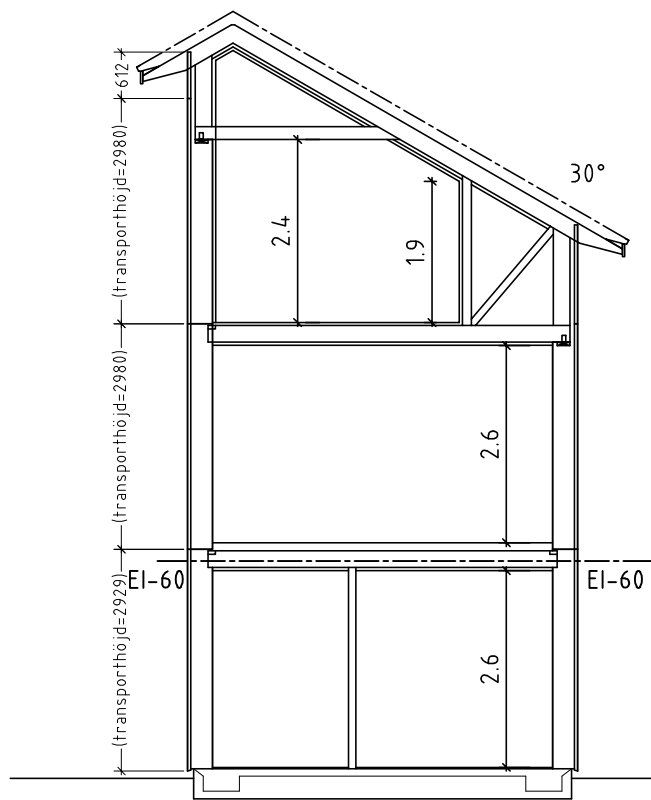 612
(transporthöjd=2980)
30°
2.4
1.9
(transporthöjd=2980)
2.6
EI-60
EI-60
(transporthöjd=2929)
2.6